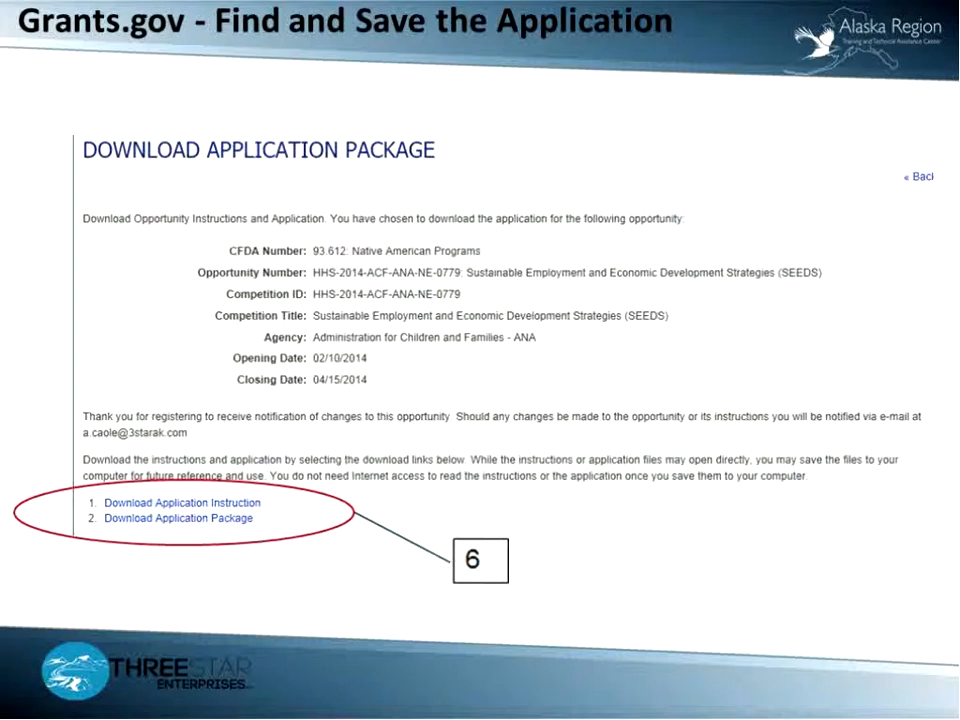 Grants.gov - Find and Save the Application
Alaska Region
Training and Technical Assistance Center
DOWNLOAD APPLICATION PACKAGE
« Bac
Download Opportunity Instructions and Application. You have chosen to download the application for the following opportunity:
CFDA Number: 93.612: Native American Programs
Opportunity Number: HHS-2014-ACF-ANA-NE-0779: Sustainable Employment and Economic Development Strategies (SEEDS)
Competition ID: HHS-2014-ACF-ANA-NE-0779
Competition Title: Sustainable Employment and Economic Development Strategies (SEEDS)
Agency: Administration for Children and Families - ANA
Opening Date: 02/10/2014
Closing Date: 04/15/2014
Thank you for registering to receive notification of changes to this opportunity. Should any changes be made to the opportunity or its instructions you will be notified via e-mail at
a.caole@3starak.com
Download the instructions and application by selecting the download links below. While the instructions or application files may open directly, you may save the files to your
computer for future reference and use. You do not need Internet access to read the instructions or the application once you save them to your computer.
1. Download Application Instruction
2. Download Application Package
6
THREESTAR
ENTERPRISES